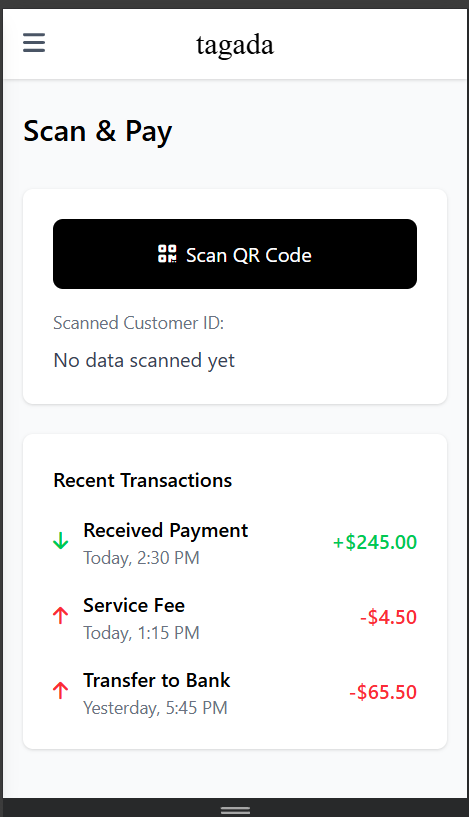 tagada
Scan & Pay
Scan QR Code
Scanned Customer ID:
No data scanned yet
Recent Transactions
Received Payment
+$245.00
Today, 2:30 PM
Service Fee
-$4.50
Today, 1:15 PM
Transfer to Bank
-$65.50
Yesterday, 5:45 PM